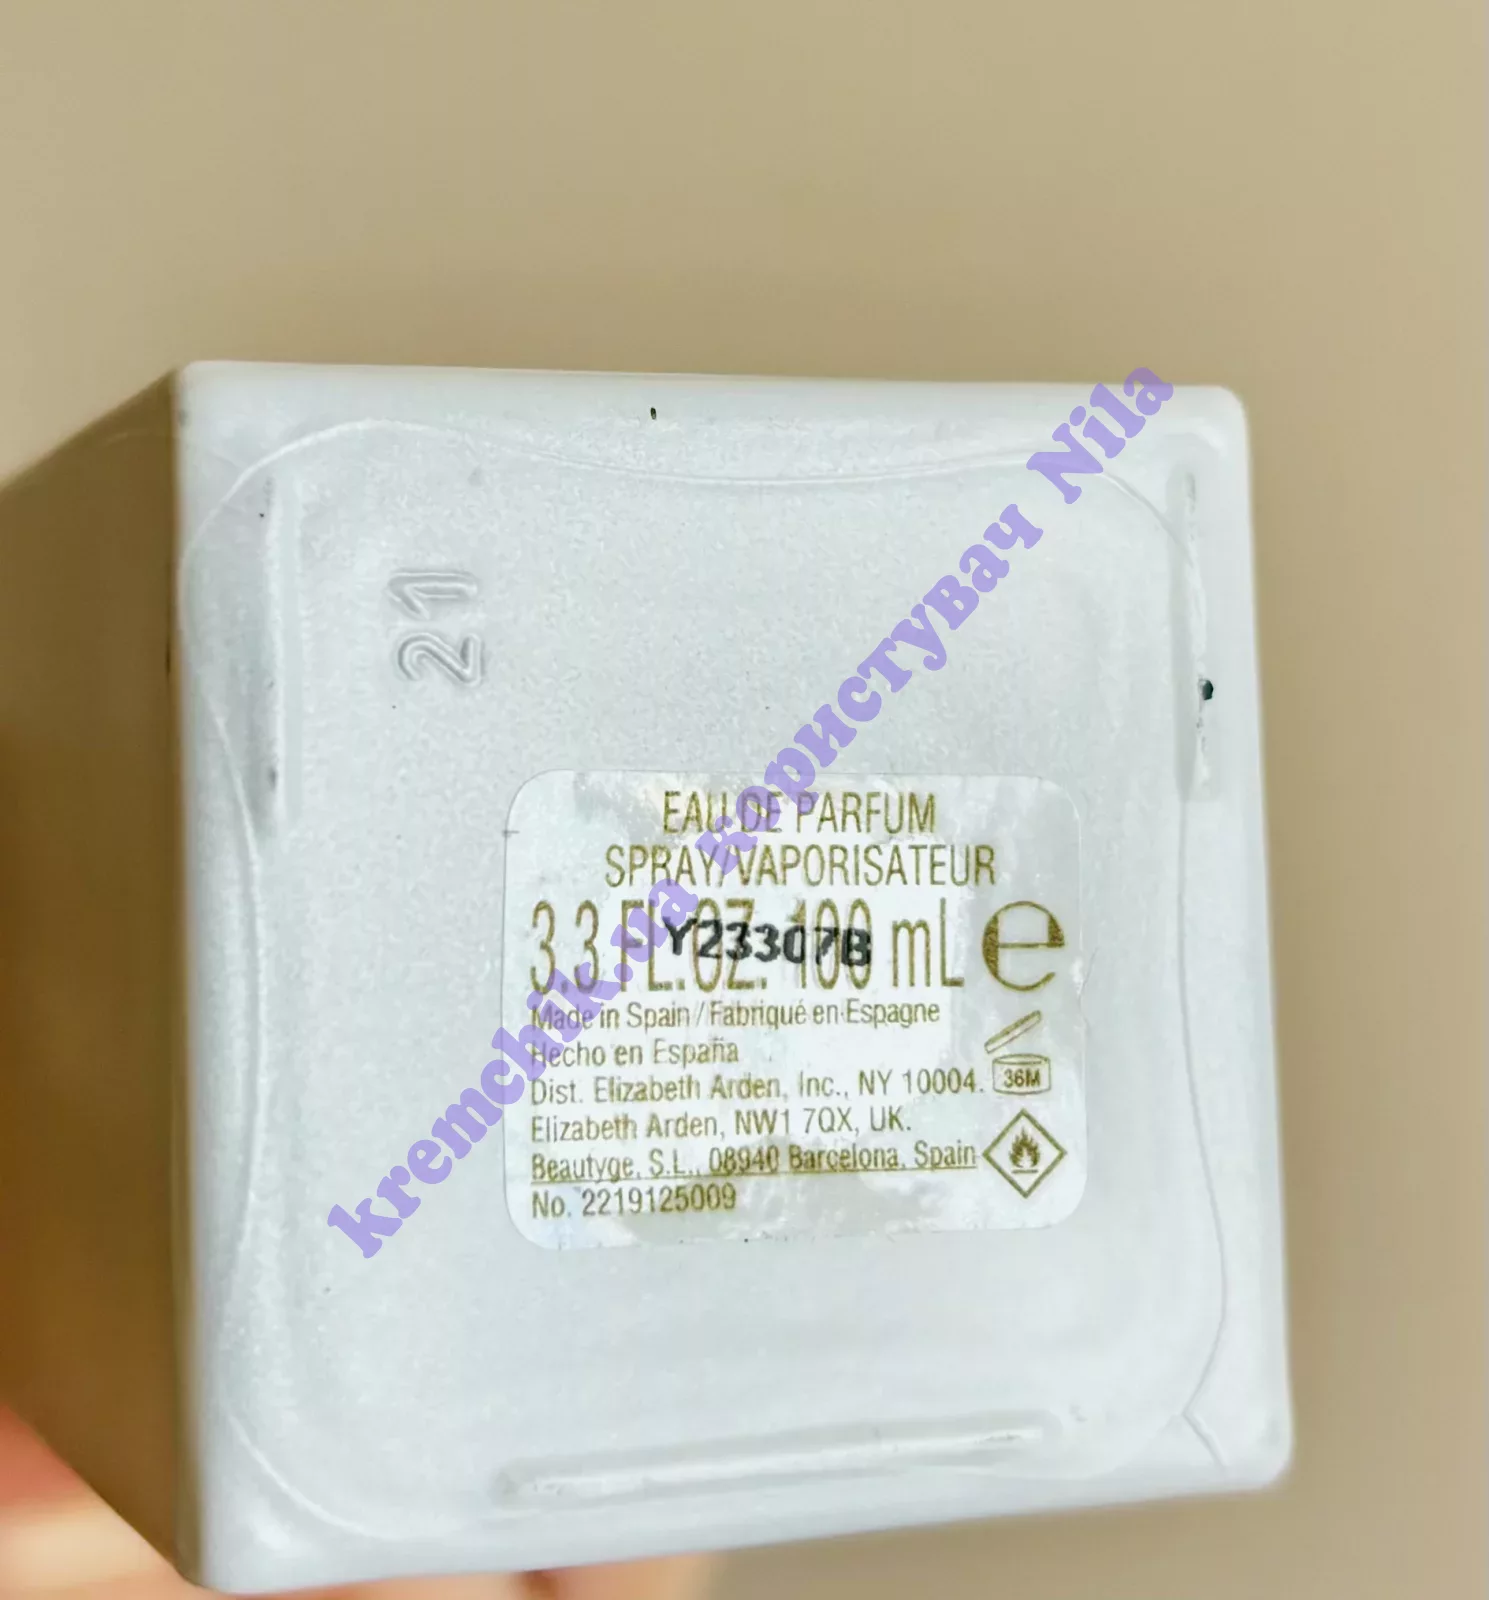 21
EAU DE PARFUM
SPRAY/VAPORISATEUR
3.3 FL. OZ. 100 mL e
Y23307B
Made in Spain / Fabriqué en Espagne
Hecho en España
Dist. Elizabeth Arden, Inc., NY 10004.
36M
Elizabeth Arden, NW1 7QX, UK.
Beautyge, S.L., 08940 Barcelona, Spain
No. 2219125009
kremchik.ua користувач Nila